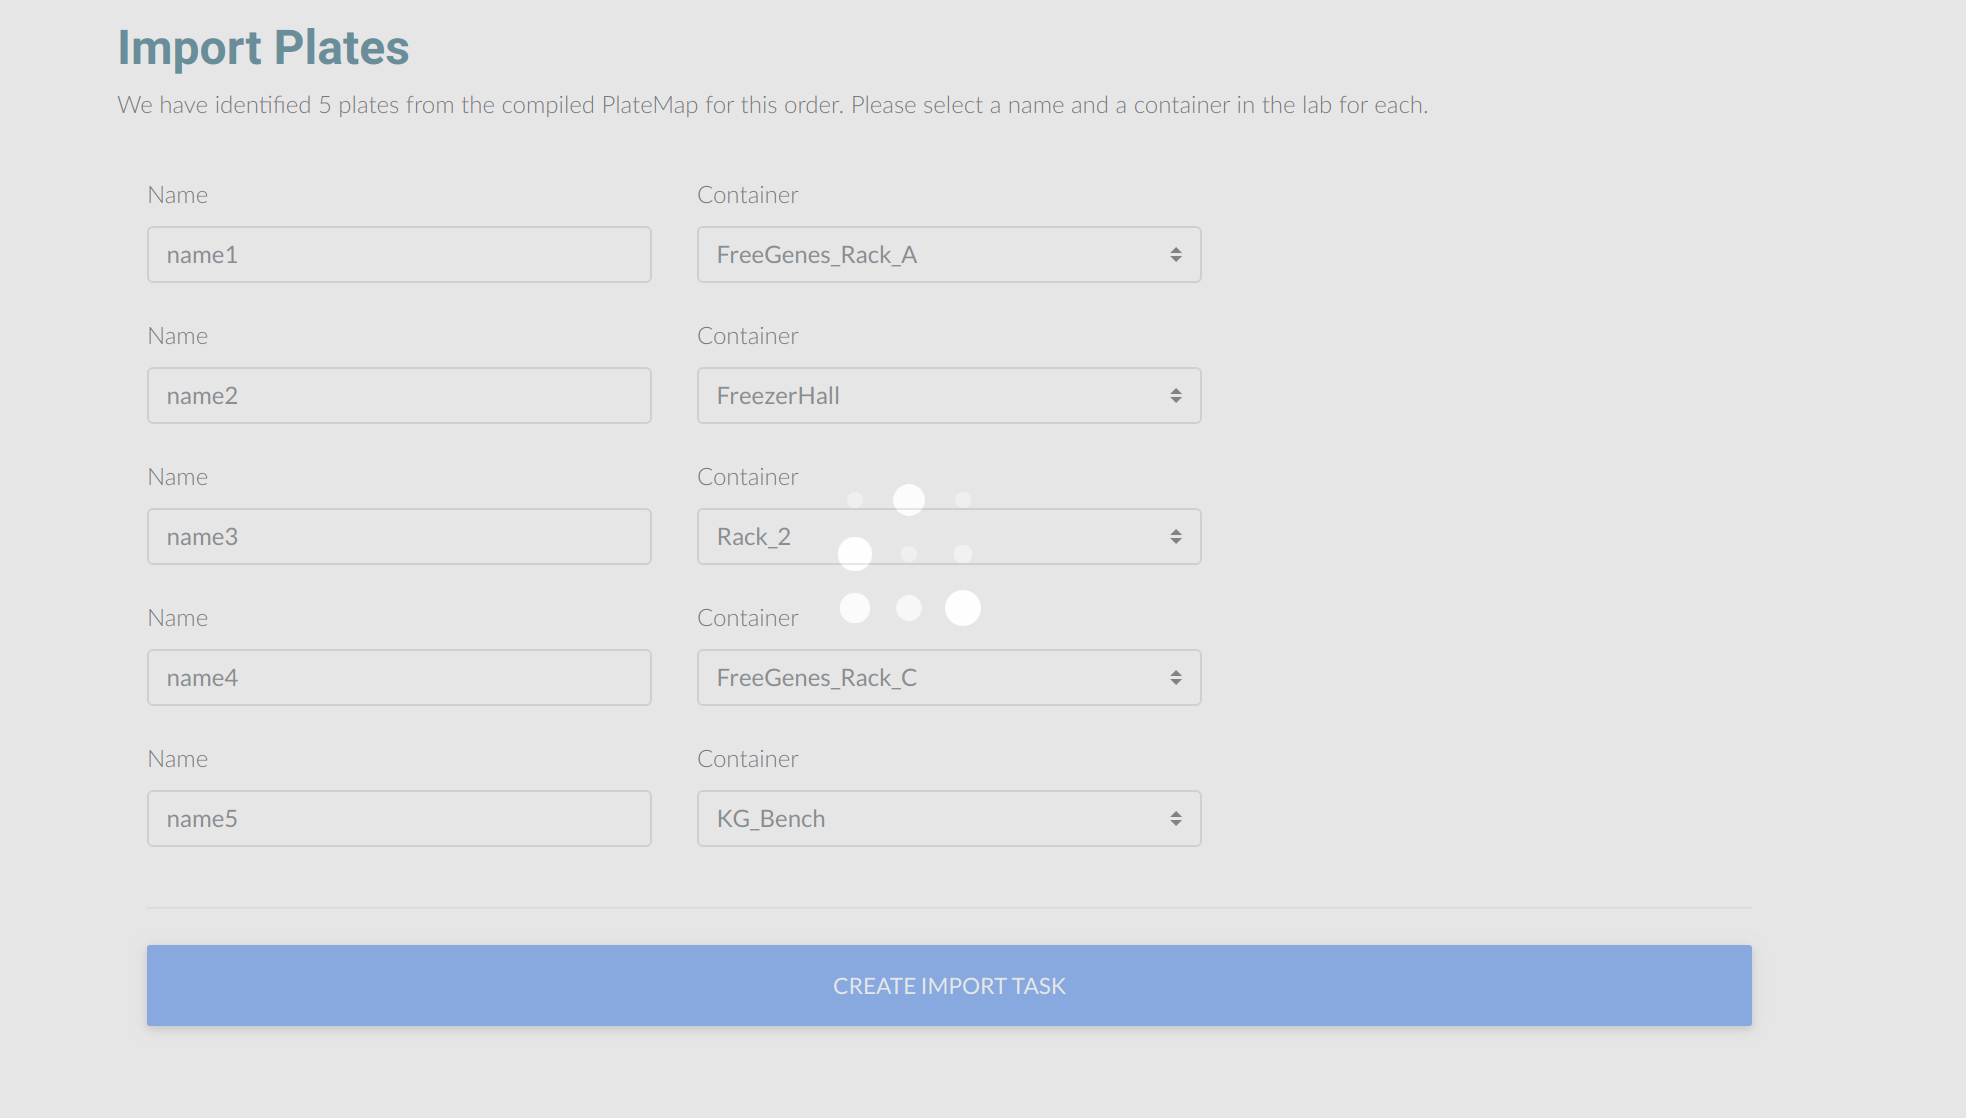 Import Plates
We have identified 5 plates from the compiled PlateMap for this order. Please select a name and a container in the lab for each.
Name Container
name1 FreeGenes_Rack_A
Name Container
name2 FreezerHall
Name Container
name3 Rack_2
Name Container
name4 FreeGenes_Rack_C
Name Container
name5 KG_Bench
CREATE IMPORT TASK